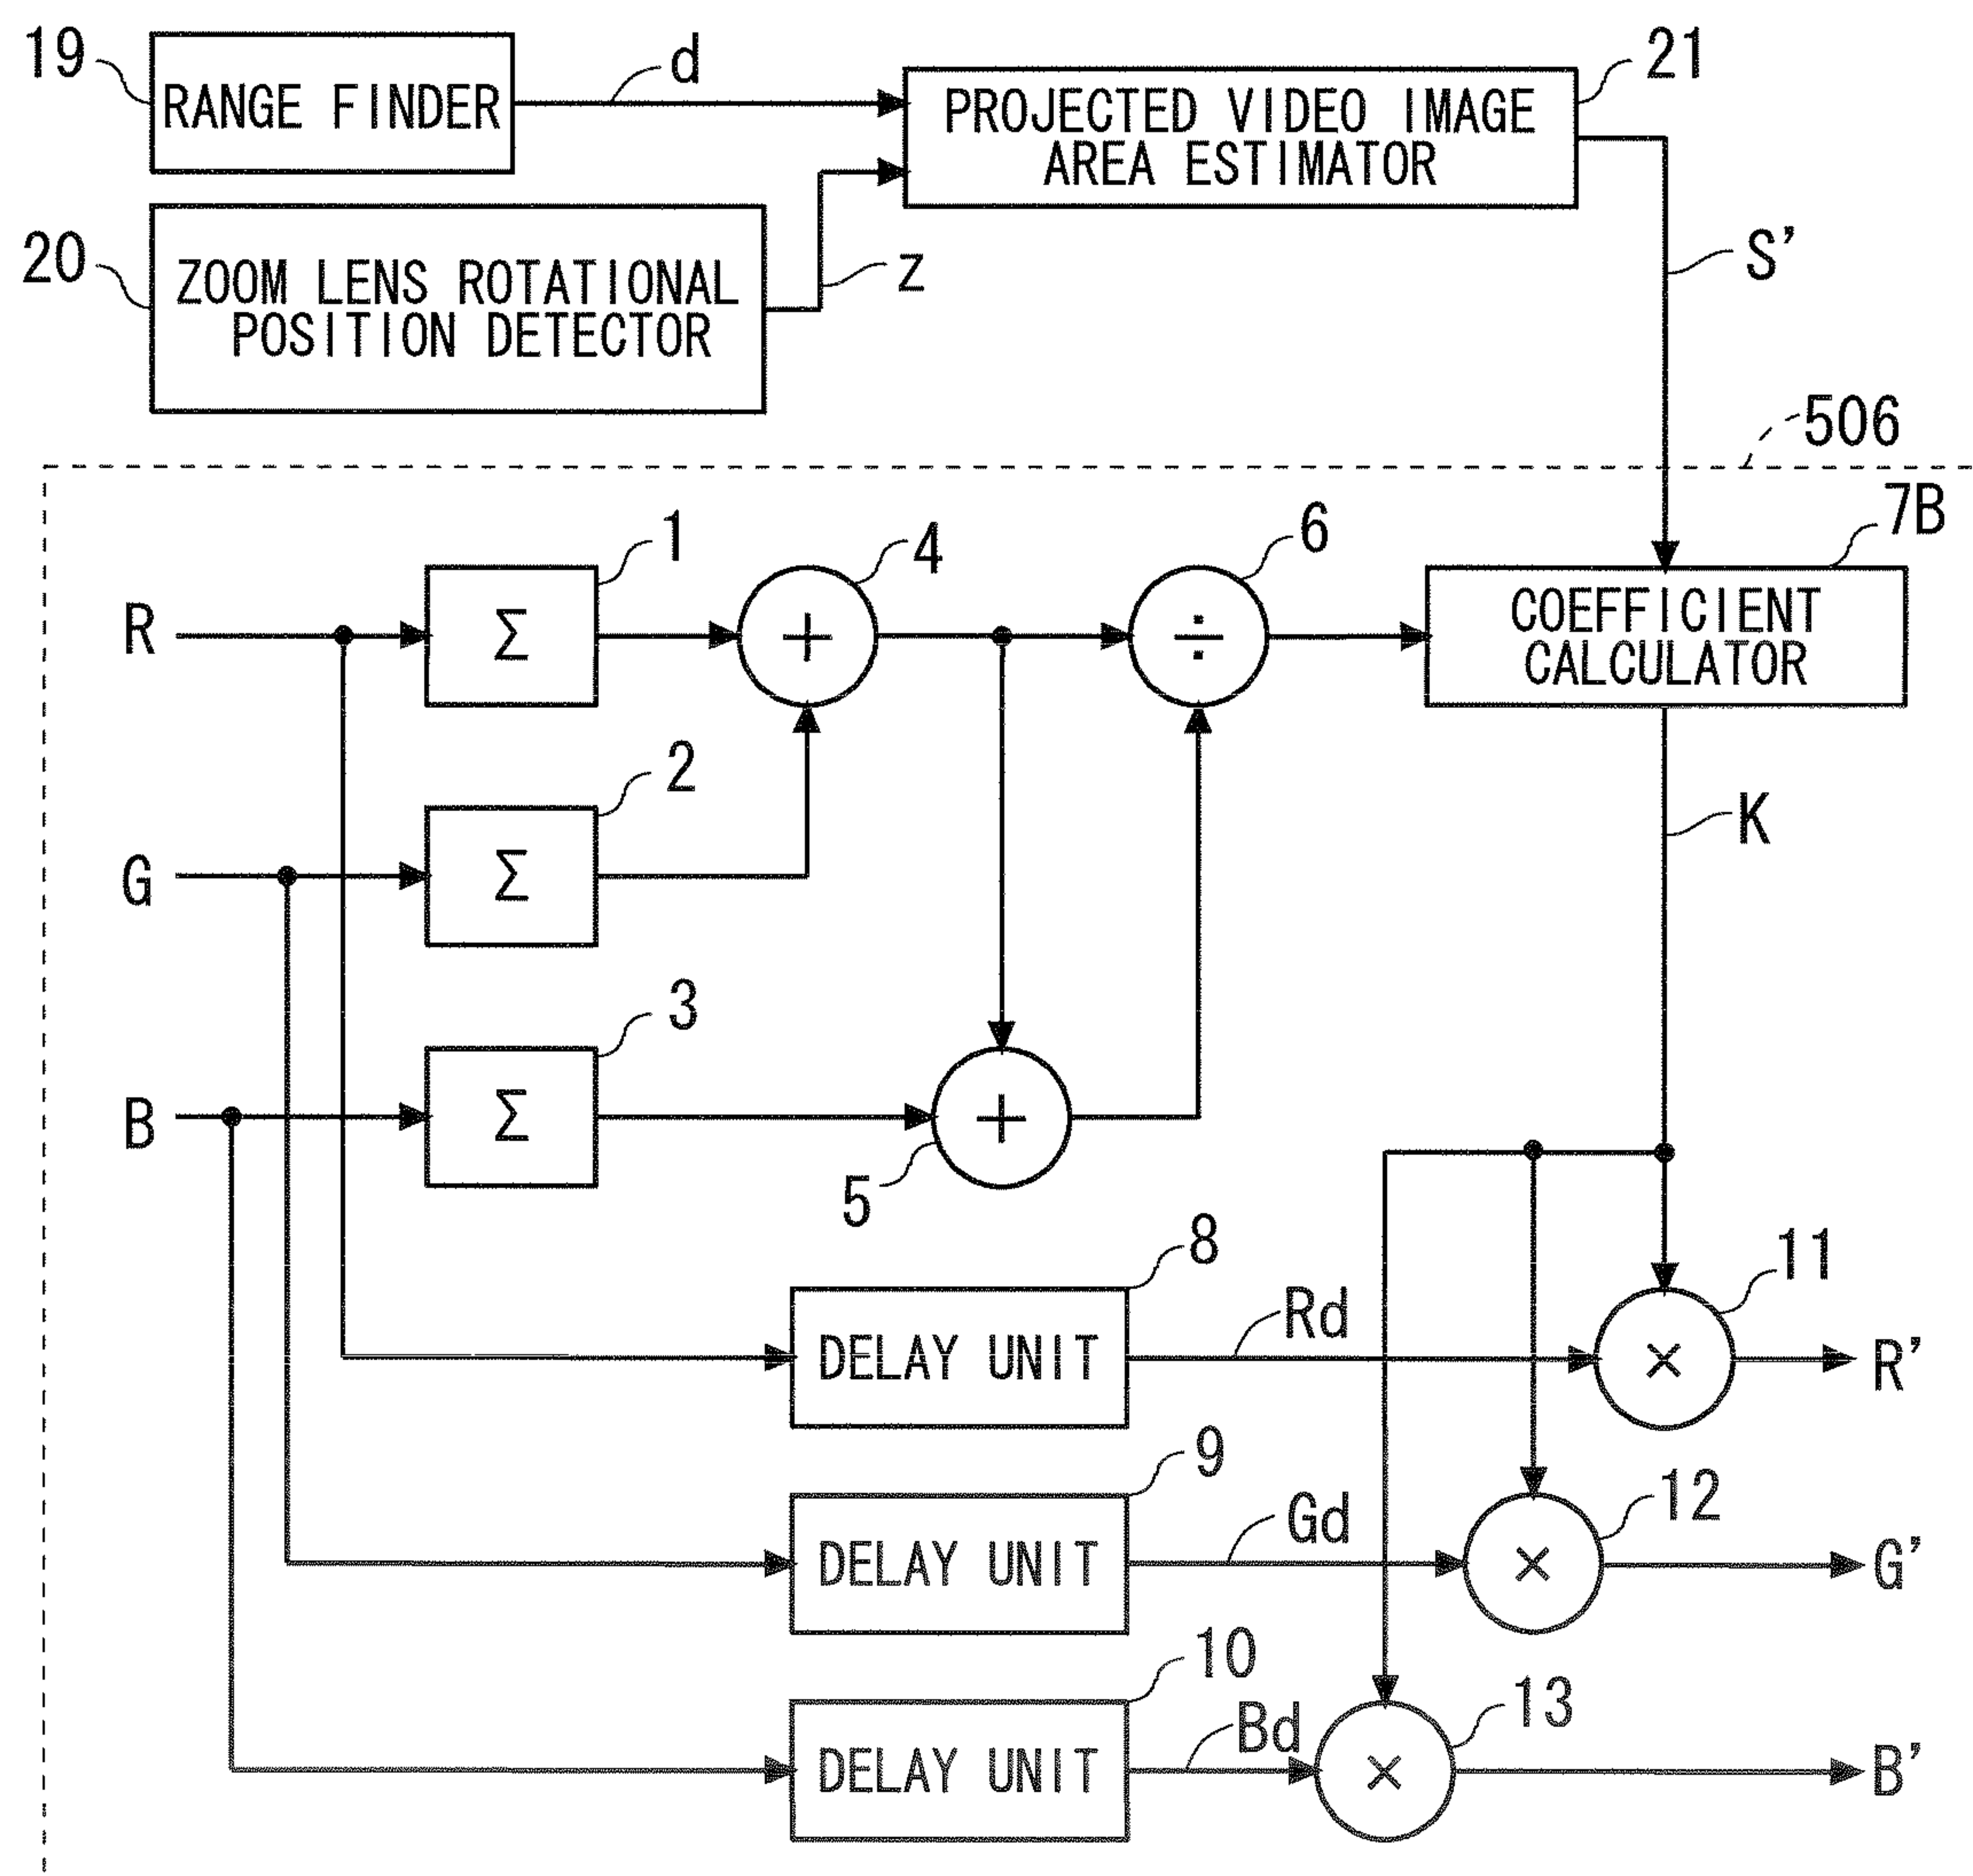 19
RANGE FINDER
d
PROJECTED VIDEO IMAGE
AREA ESTIMATOR
21
20
ZOOM LENS ROTATIONAL
POSITION DETECTOR
z
S'
506
R
1
Σ
4
+
6
÷
7B
COEFFICIENT
CALCULATOR
G
2
Σ
K
B
3
Σ
5
+
8
DELAY UNIT
Rd
11
×
R'
9
DELAY UNIT
Gd
12
×
G'
10
DELAY UNIT
Bd
13
×
B'